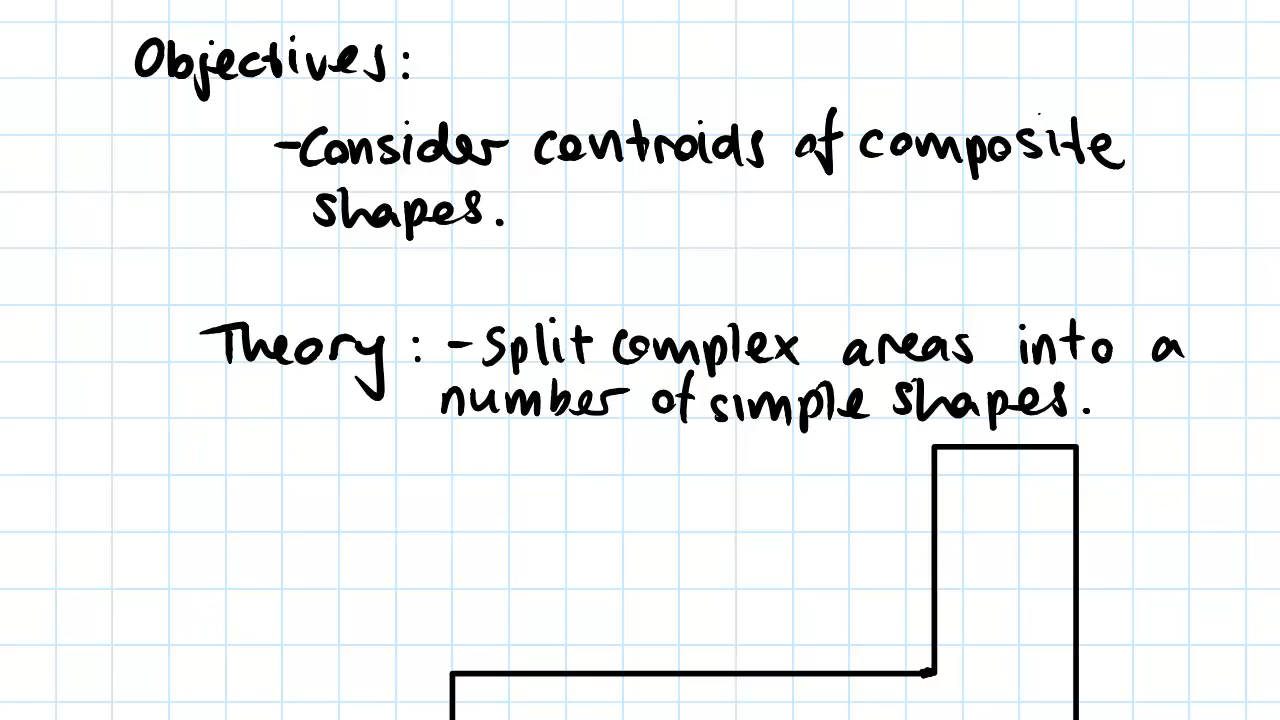 Objectives:
-Consider centroids of composite
shapes.
Theory: -Split complex areas into a
number of simple shapes.